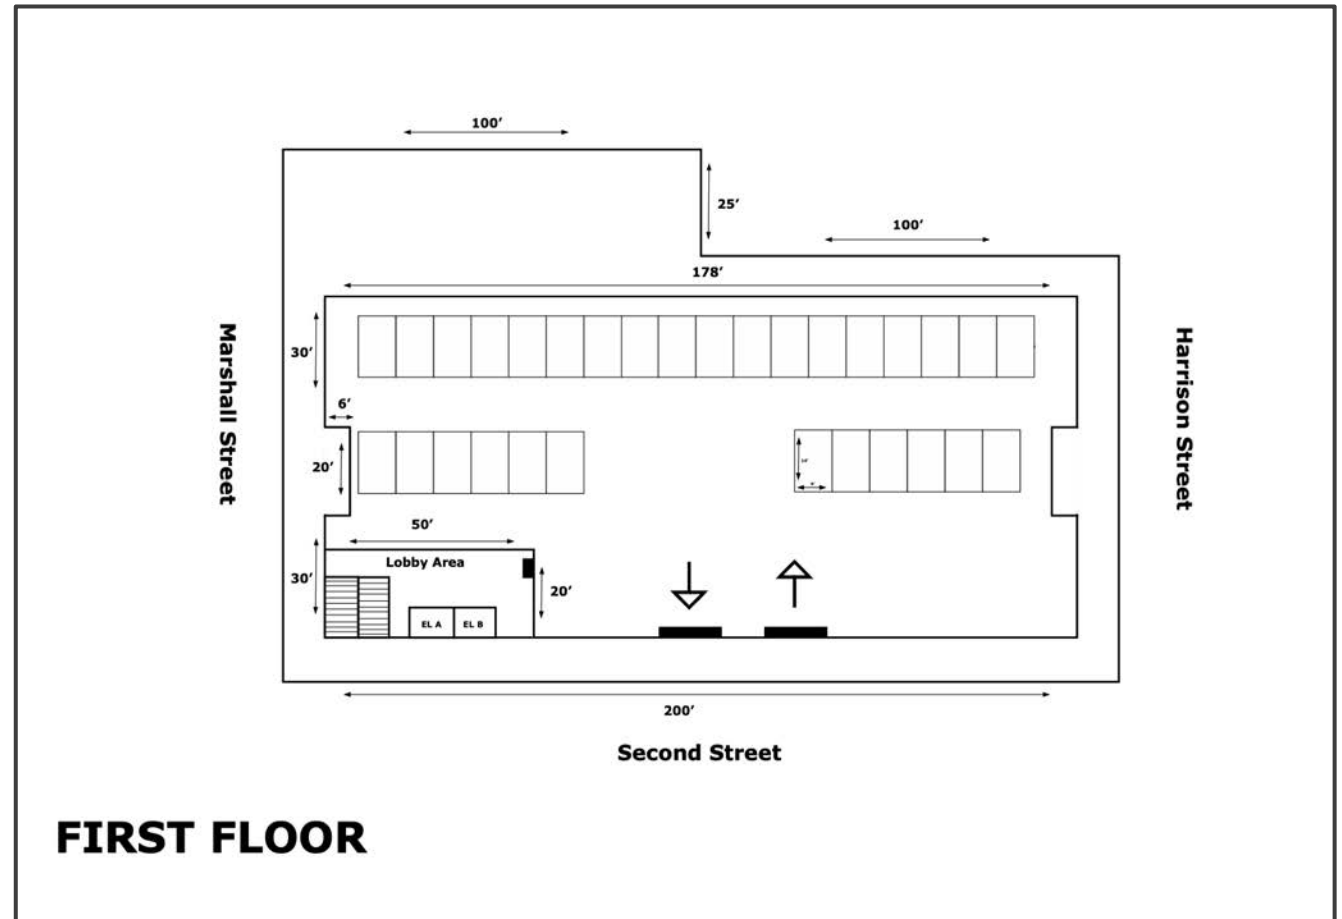 100’
25’
100’
178’
Marshall Street
Harrison Street
30’
6’
20’
50’
Lobby Area
30’
20’
EL A
EL B
200’
Second Street
FIRST FLOOR